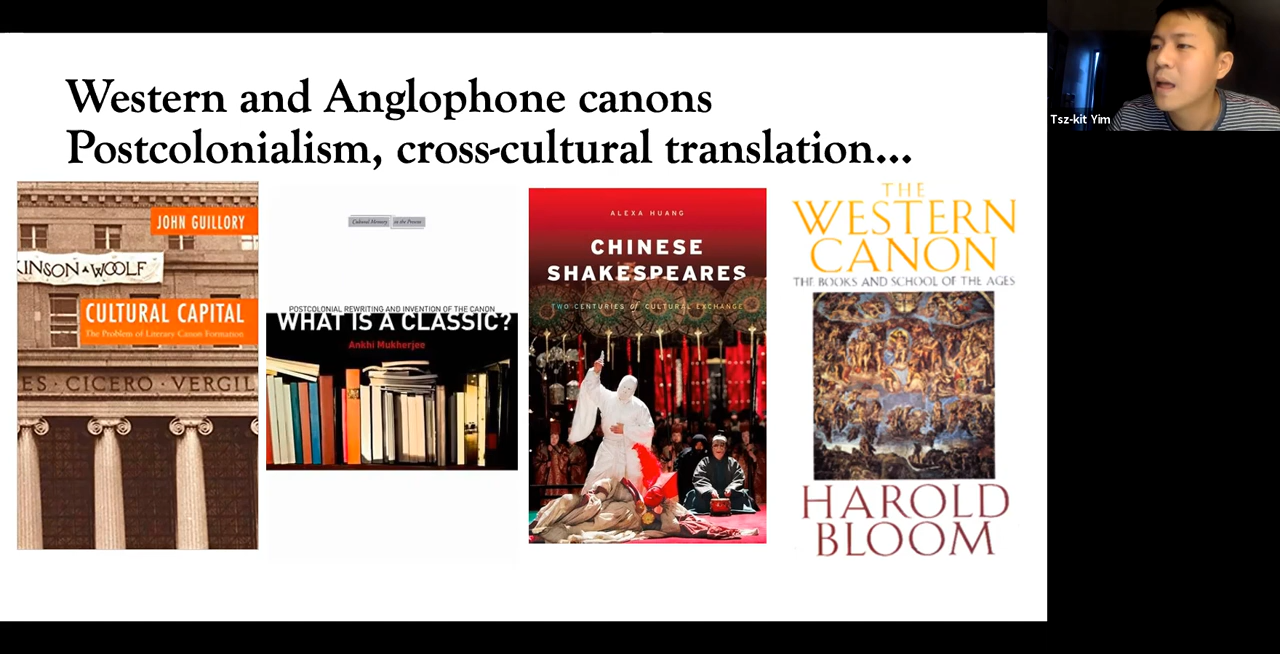 Western and Anglophone canons
Postcolonialism, cross-cultural translation...
JOHN GUILLORY
KINSON & WOOLF
CULTURAL CAPITAL
The Problem of Literary Canon Formation
ES · CICERO · VERGIL
Cultural Memory in the Present
POSTCOLONIAL REWRITING AND INVENTION OF THE CANON
WHAT IS A CLASSIC?
Ankhi Mukherjee
ALEXA HUANG
CHINESE
SHAKESPEARES
TWO CENTURIES of CULTURAL EXCHANGE
THE
WESTERN
CANON
THE BOOKS AND SCHOOL OF THE AGES
HAROLD
BLOOM
Tsz-kit Yim